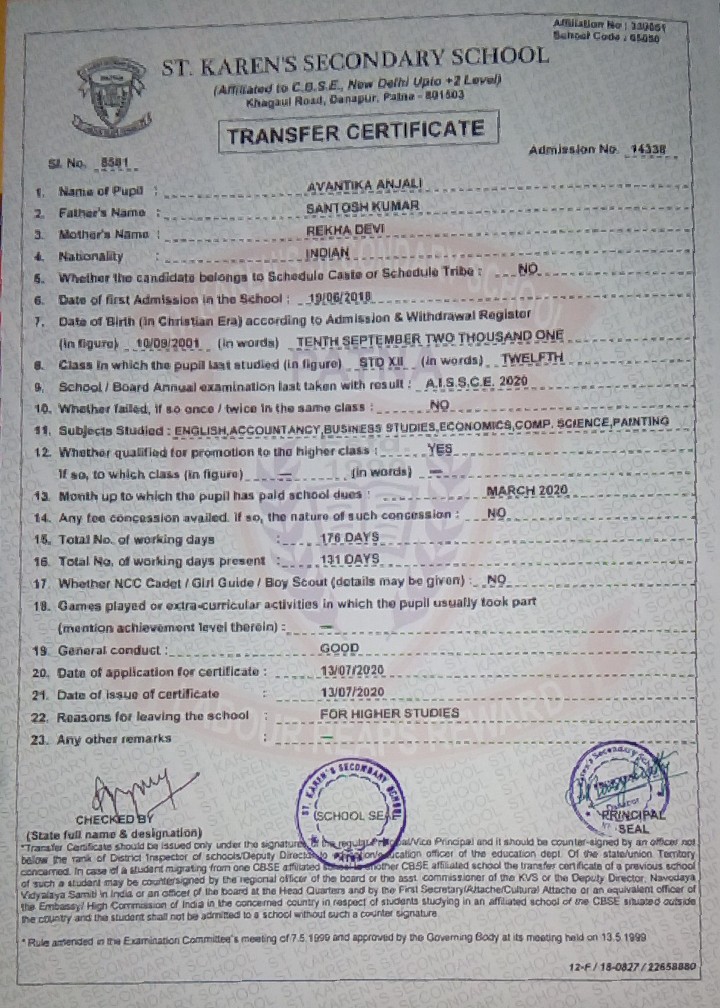 Affiliation No : 330051
School Code : 65050
ST. KAREN'S SECONDARY SCHOOL
(Affiliated to C.B.S.E., New Delhi Upto +2 Level)
Khagaul Road, Danapur, Patna - 801503
TRANSFER CERTIFICATE
Sl. No. 8581
Admission No. 14338
1. Name of Pupil : AVANTIKA ANJALI
2. Father's Name : SANTOSH KUMAR
3. Mother's Name : REKHA DEVI
4. Nationality : INDIAN
5. Whether the candidate belongs to Schedule Caste or Schedule Tribe : NO
6. Date of first Admission in the School : 19/06/2018
7. Date of Birth (in Christian Era) according to Admission & Withdrawal Register
(in figure) 10/09/2001 (in words) TENTH SEPTEMBER TWO THOUSAND ONE
8. Class in which the pupil last studied (in figure) STD XII (in words) TWELFTH
9. School / Board Annual examination last taken with result : A.I.S.S.C.E. 2020
10. Whether failed, if so once / twice in the same class : NO
11. Subjects Studied : ENGLISH,ACCOUNTANCY,BUSINESS STUDIES,ECONOMICS,COMP. SCIENCE,PAINTING
12. Whether qualified for promotion to the higher class : YES
If so, to which class (in figure) — (in words) —
13. Month up to which the pupil has paid school dues : MARCH 2020
14. Any fee concession availed. If so, the nature of such concession : NO
15. Total No. of working days : 176 DAYS
16. Total No. of working days present : 131 DAYS
17. Whether NCC Cadet / Girl Guide / Boy Scout (details may be given) : NO
18. Games played or extra-curricular activities in which the pupil usually took part
(mention achievement level therein) : —
19. General conduct : GOOD
20. Date of application for certificate : 13/07/2020
21. Date of issue of certificate : 13/07/2020
22. Reasons for leaving the school : FOR HIGHER STUDIES
23. Any other remarks : —
CHECKED BY
(State full name & designation)
ST. KAREN'S SECONDARY SCHOOL
(SCHOOL SEAL)
PATNA
Secondary School
Director
PRINCIPAL
SEAL
*Transfer Certificate should be issued only under the signature of the regular Principal/Vice Principal and it should be counter-signed by an officer not
below the rank of District Inspector of schools/Deputy Director education officer of the education dept. Of the state/union Territory
concerned. In case of a student migrating from one CBSE affiliated school to another CBSE affiliated school the transfer certificate of a previous school
of such a student may be countersigned by the regional officer of the board or the asst. commissioner of the KVS or the Deputy Director, Navodaya
Vidyalaya Samiti in India or an officer of the board at the Head Quarters and by the First Secretary/Attache/Cultural Attache or an equivalent officer of
the Embassy/ High Commission of India in the concerned country in respect of students studying in an affiliated school of the CBSE situated outside
the country and the student shall not be admitted to a school without such a counter signature.
* Rule amended in the Examination Committee's meeting of 7.5.1999 and approved by the Governing Body at its meeting held on 13.5.1999
12-F / 18-0827 / 22658880